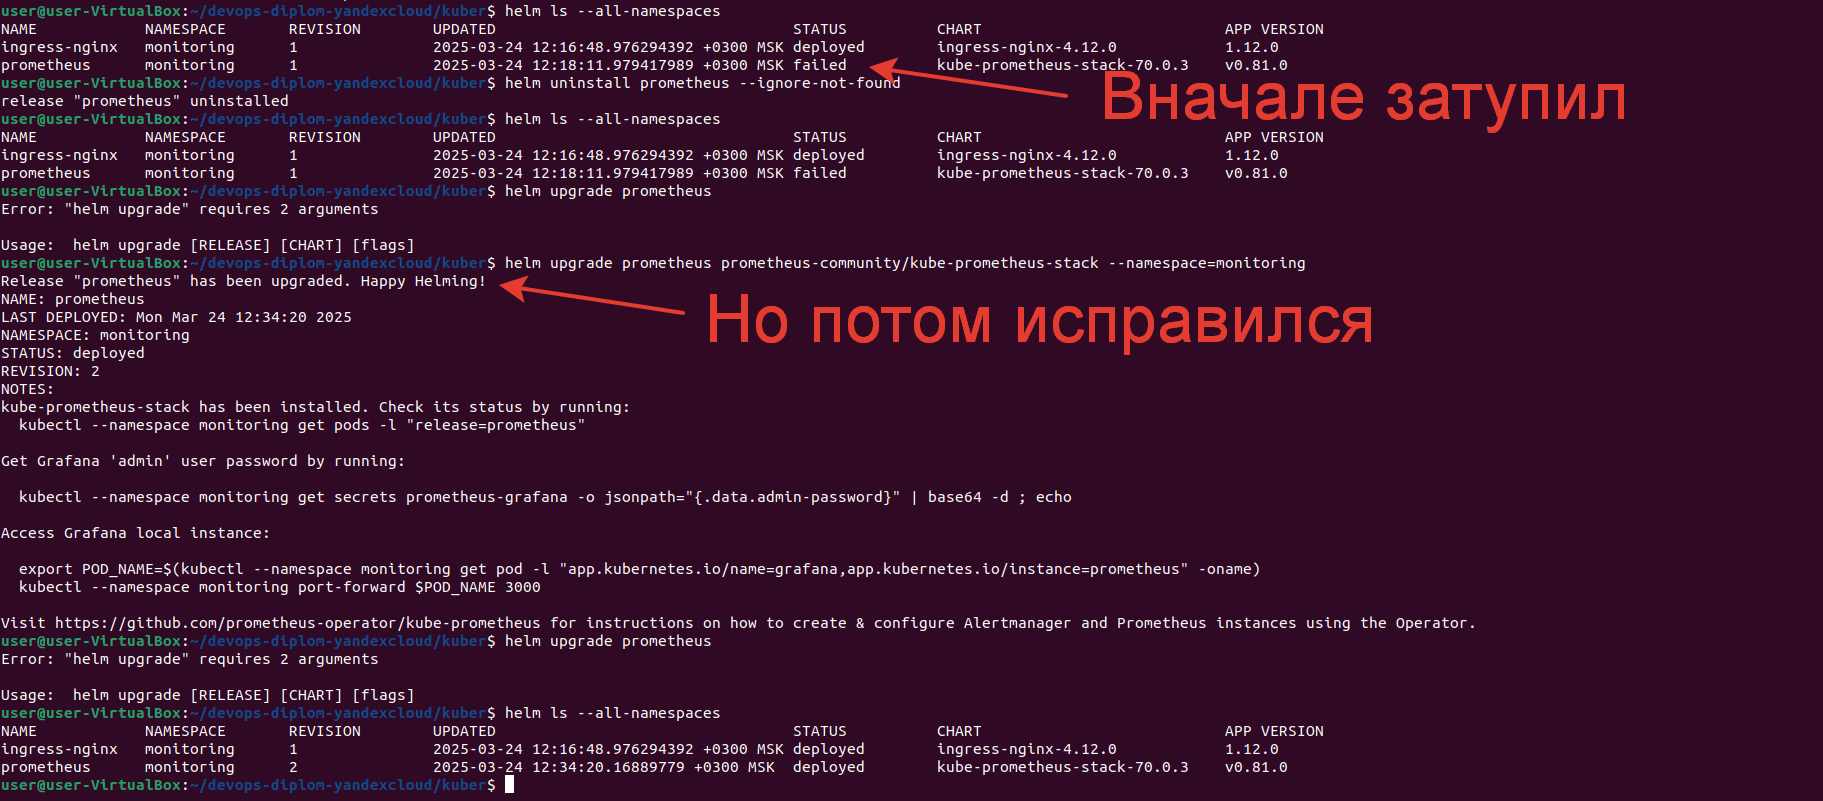 user@user-VirtualBox:~/devops-diplom-yandexcloud/kuber$ helm ls --all-namespaces
NAME NAMESPACE REVISION UPDATED STATUS CHART APP VERSION
ingress-nginx monitoring 1 2025-03-24 12:16:48.976294392 +0300 MSK deployed ingress-nginx-4.12.0 1.12.0
prometheus monitoring 1 2025-03-24 12:18:11.979417989 +0300 MSK failed kube-prometheus-stack-70.0.3 v0.81.0
user@user-VirtualBox:~/devops-diplom-yandexcloud/kuber$ helm uninstall prometheus --ignore-not-found
Вначале затупил
release "prometheus" uninstalled
user@user-VirtualBox:~/devops-diplom-yandexcloud/kuber$ helm ls --all-namespaces
NAME NAMESPACE REVISION UPDATED STATUS CHART APP VERSION
ingress-nginx monitoring 1 2025-03-24 12:16:48.976294392 +0300 MSK deployed ingress-nginx-4.12.0 1.12.0
prometheus monitoring 1 2025-03-24 12:18:11.979417989 +0300 MSK failed kube-prometheus-stack-70.0.3 v0.81.0
user@user-VirtualBox:~/devops-diplom-yandexcloud/kuber$ helm upgrade prometheus
Error: "helm upgrade" requires 2 arguments
Usage:  helm upgrade [RELEASE] [CHART] [flags]
user@user-VirtualBox:~/devops-diplom-yandexcloud/kuber$ helm upgrade prometheus prometheus-community/kube-prometheus-stack --namespace=monitoring
Release "prometheus" has been upgraded. Happy Helming!
NAME: prometheus
LAST DEPLOYED: Mon Mar 24 12:34:20 2025
Но потом исправился
NAMESPACE: monitoring
STATUS: deployed
REVISION: 2
NOTES:
kube-prometheus-stack has been installed. Check its status by running:
kubectl --namespace monitoring get pods -l "release=prometheus"
Get Grafana 'admin' user password by running:
kubectl --namespace monitoring get secrets prometheus-grafana -o jsonpath="{.data.admin-password}" | base64 -d ; echo
Access Grafana local instance:
export POD_NAME=$(kubectl --namespace monitoring get pod -l "app.kubernetes.io/name=grafana,app.kubernetes.io/instance=prometheus" -oname)
kubectl --namespace monitoring port-forward $POD_NAME 3000
Visit https://github.com/prometheus-operator/kube-prometheus for instructions on how to create & configure Alertmanager and Prometheus instances using the Operator.
user@user-VirtualBox:~/devops-diplom-yandexcloud/kuber$ helm upgrade prometheus
Error: "helm upgrade" requires 2 arguments
Usage:  helm upgrade [RELEASE] [CHART] [flags]
user@user-VirtualBox:~/devops-diplom-yandexcloud/kuber$ helm ls --all-namespaces
NAME NAMESPACE REVISION UPDATED STATUS CHART APP VERSION
ingress-nginx monitoring 1 2025-03-24 12:16:48.976294392 +0300 MSK deployed ingress-nginx-4.12.0 1.12.0
prometheus monitoring 2 2025-03-24 12:34:20.16889779 +0300 MSK deployed kube-prometheus-stack-70.0.3 v0.81.0
user@user-VirtualBox:~/devops-diplom-yandexcloud/kuber$